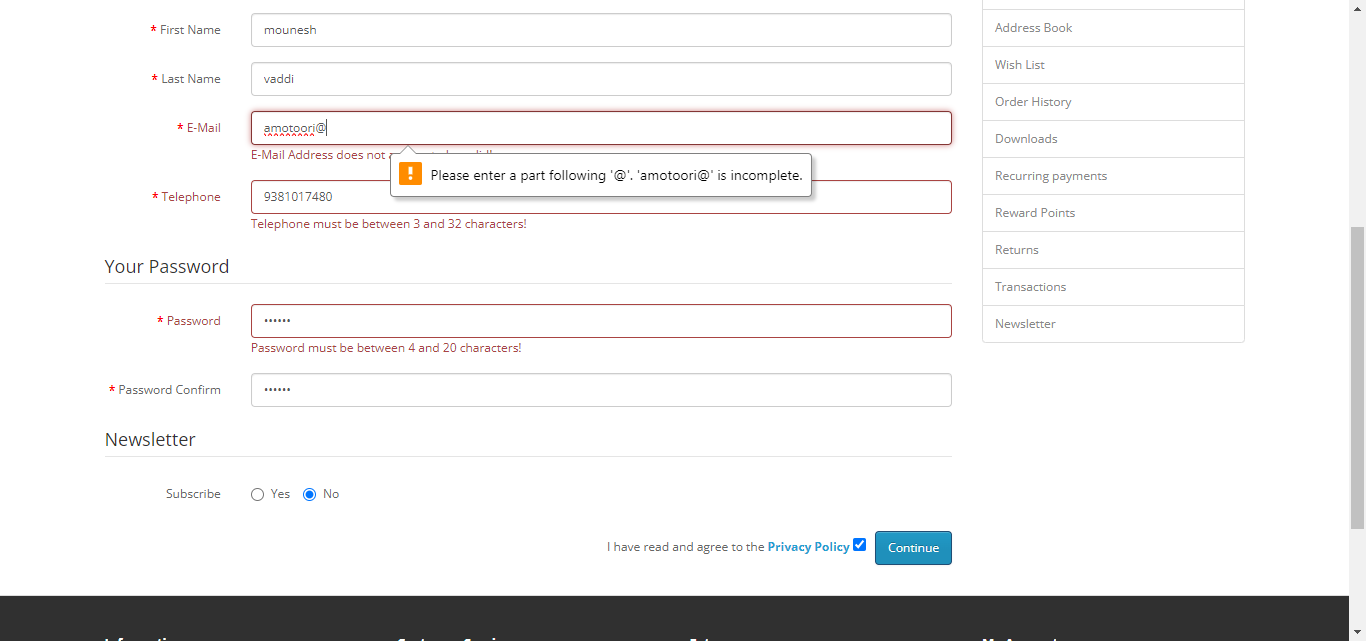 * First Name mounesh
* Last Name vaddi
* E-Mail amotoori@
E-Mail Address does not
Please enter a part following '@'. 'amotoori@' is incomplete.
* Telephone 9381017480
Telephone must be between 3 and 32 characters!
Your Password
* Password ••••••
Password must be between 4 and 20 characters!
* Password Confirm ••••••
Newsletter
Subscribe Yes No
I have read and agree to the Privacy Policy Continue
Address Book
Wish List
Order History
Downloads
Recurring payments
Reward Points
Returns
Transactions
Newsletter